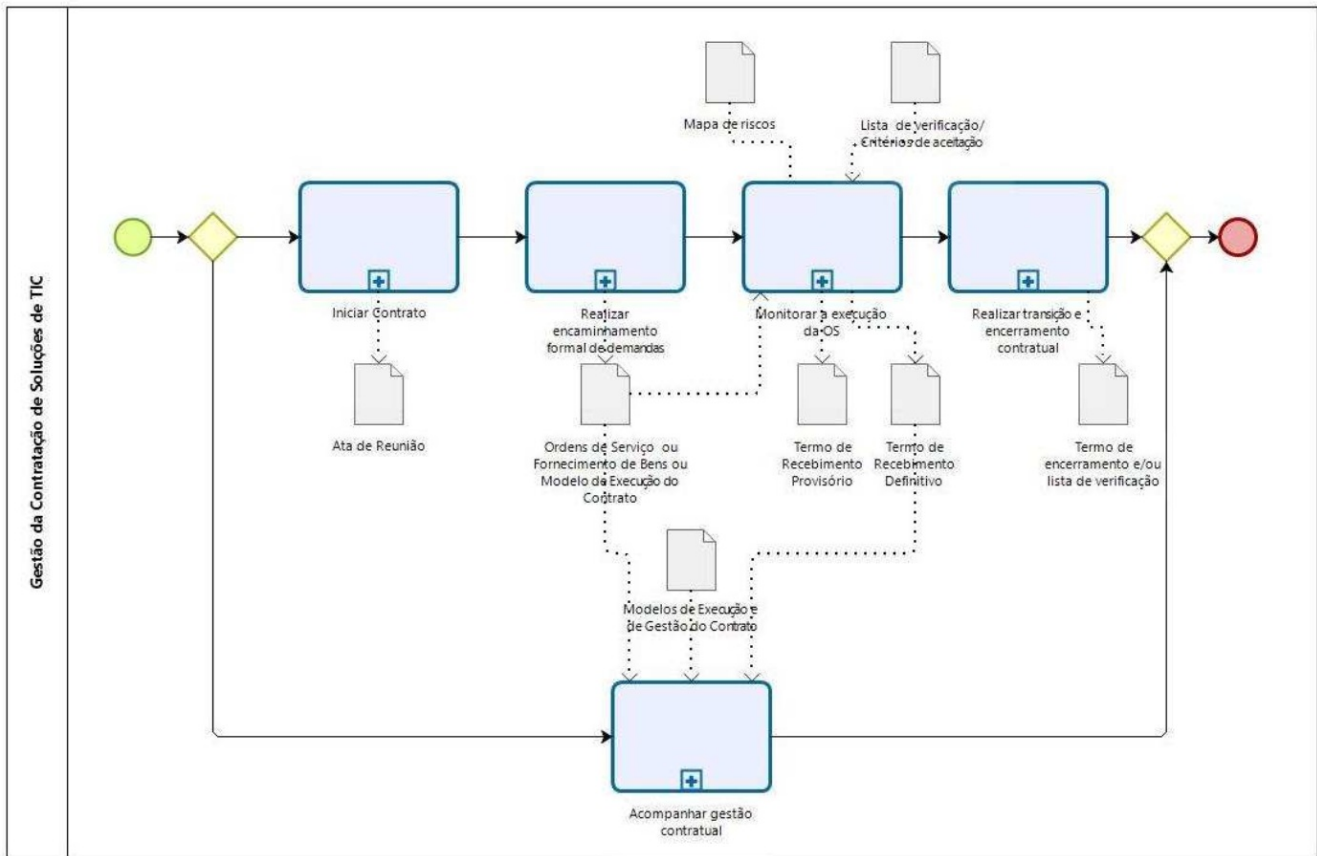 Gestão da Contratação de Soluções de TIC
Mapa de riscos
Lista de verificação/
Critérios de aceitação
Iniciar Contrato
Realizar
encaminhamento
formal de demandas
Monitorar a execução
da OS
Realizar transição e
encerramento
contratual
Ata de Reunião
Ordens de Serviço ou
Fornecimento de Bens ou
Modelo de Execução do
Contrato
Termo de
Recebimento
Provisório
Termo de
Recebimento
Definitivo
Termo de
encerramento e/ou
lista de verificação
Modelos de Execução e
de Gestão do Contrato
Acompanhar gestão
contratual